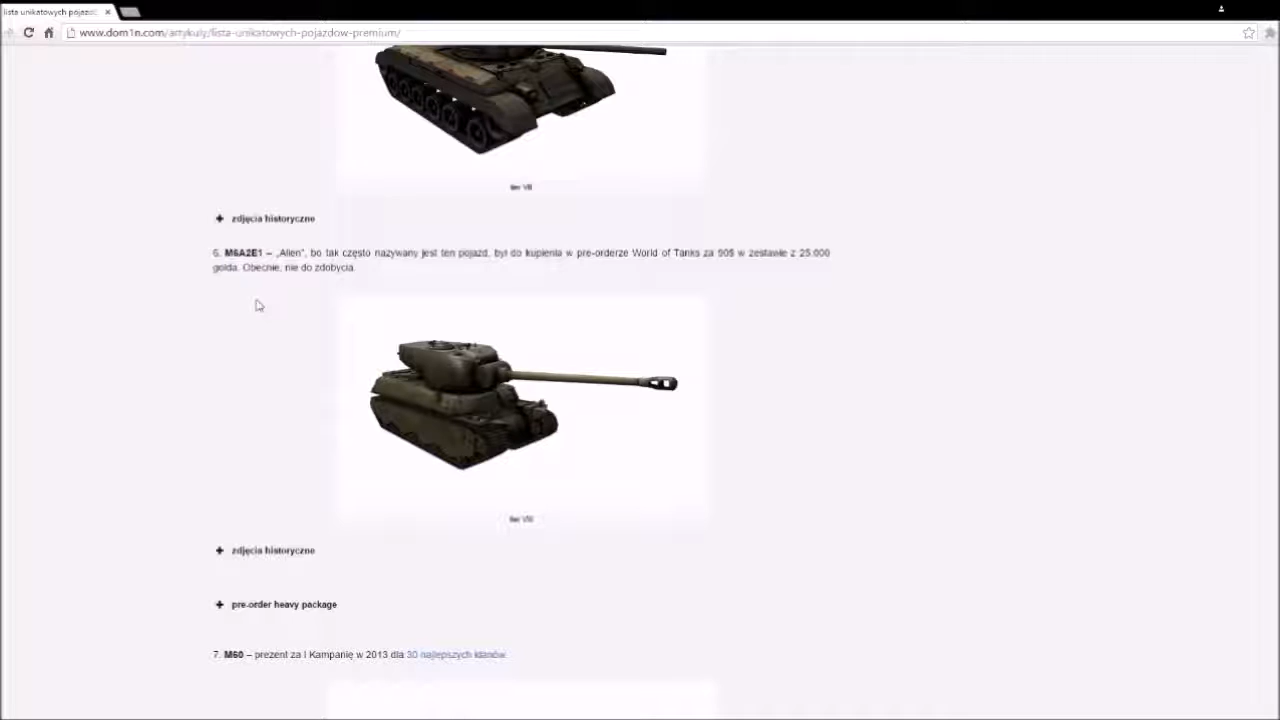 lista unikatowych pojazd
www.dom1n.com/artykuly/lista-unikatowych-pojazdow-premium/
tier VIII
zdjęcia historyczne
6. M6A2E1 – „Alien", bo tak często nazywany jest ten pojazd, był do kupienia w pre-orderze World of Tanks za 90$ w zestawie z 25.000
golda. Obecnie, nie do zdobycia.
tier VIII
zdjęcia historyczne
pre-order heavy package
7. M60 – prezent za I Kampanię w 2013 dla 30 najlepszych klanów.